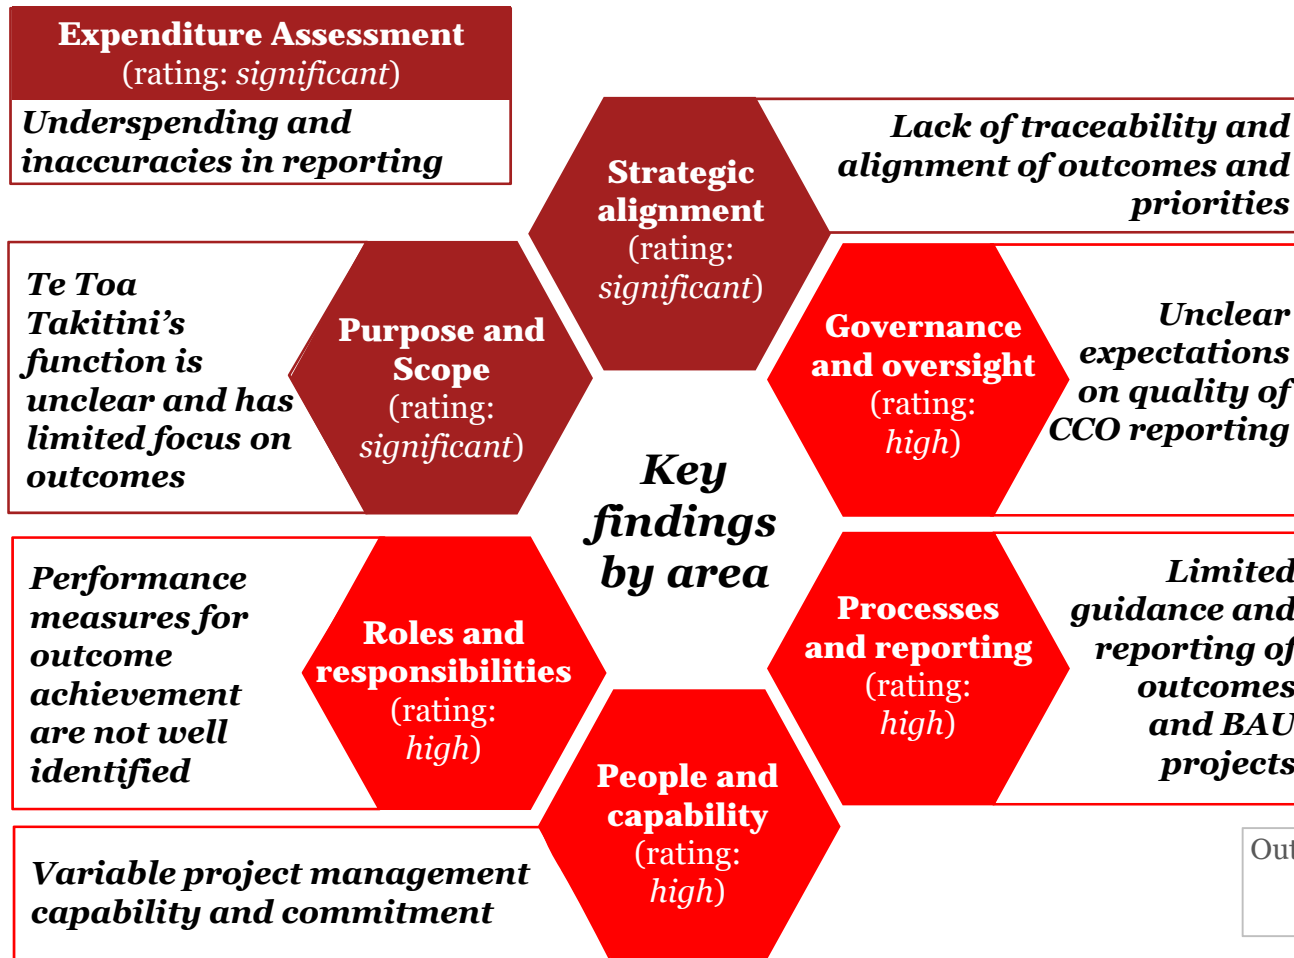 Expenditure Assessment
(rating: significant)
Underspending and
inaccuracies in reporting
Strategic
alignment
(rating:
significant)
Lack of traceability and
alignment of outcomes and
priorities
Te Toa
Takitini’s
function is
unclear and has
limited focus on
outcomes
Purpose and
Scope
(rating:
significant)
Governance
and oversight
(rating:
high)
Unclear
expectations
on quality of
CCO reporting
Key
findings
by area
Performance
measures for
outcome
achievement
are not well
identified
Roles and
responsibilities
(rating:
high)
Processes
and reporting
(rating:
high)
Limited
guidance and
reporting of
outcomes
and BAU
projects
People and
capability
(rating:
high)
Variable project management
capability and commitment
Out